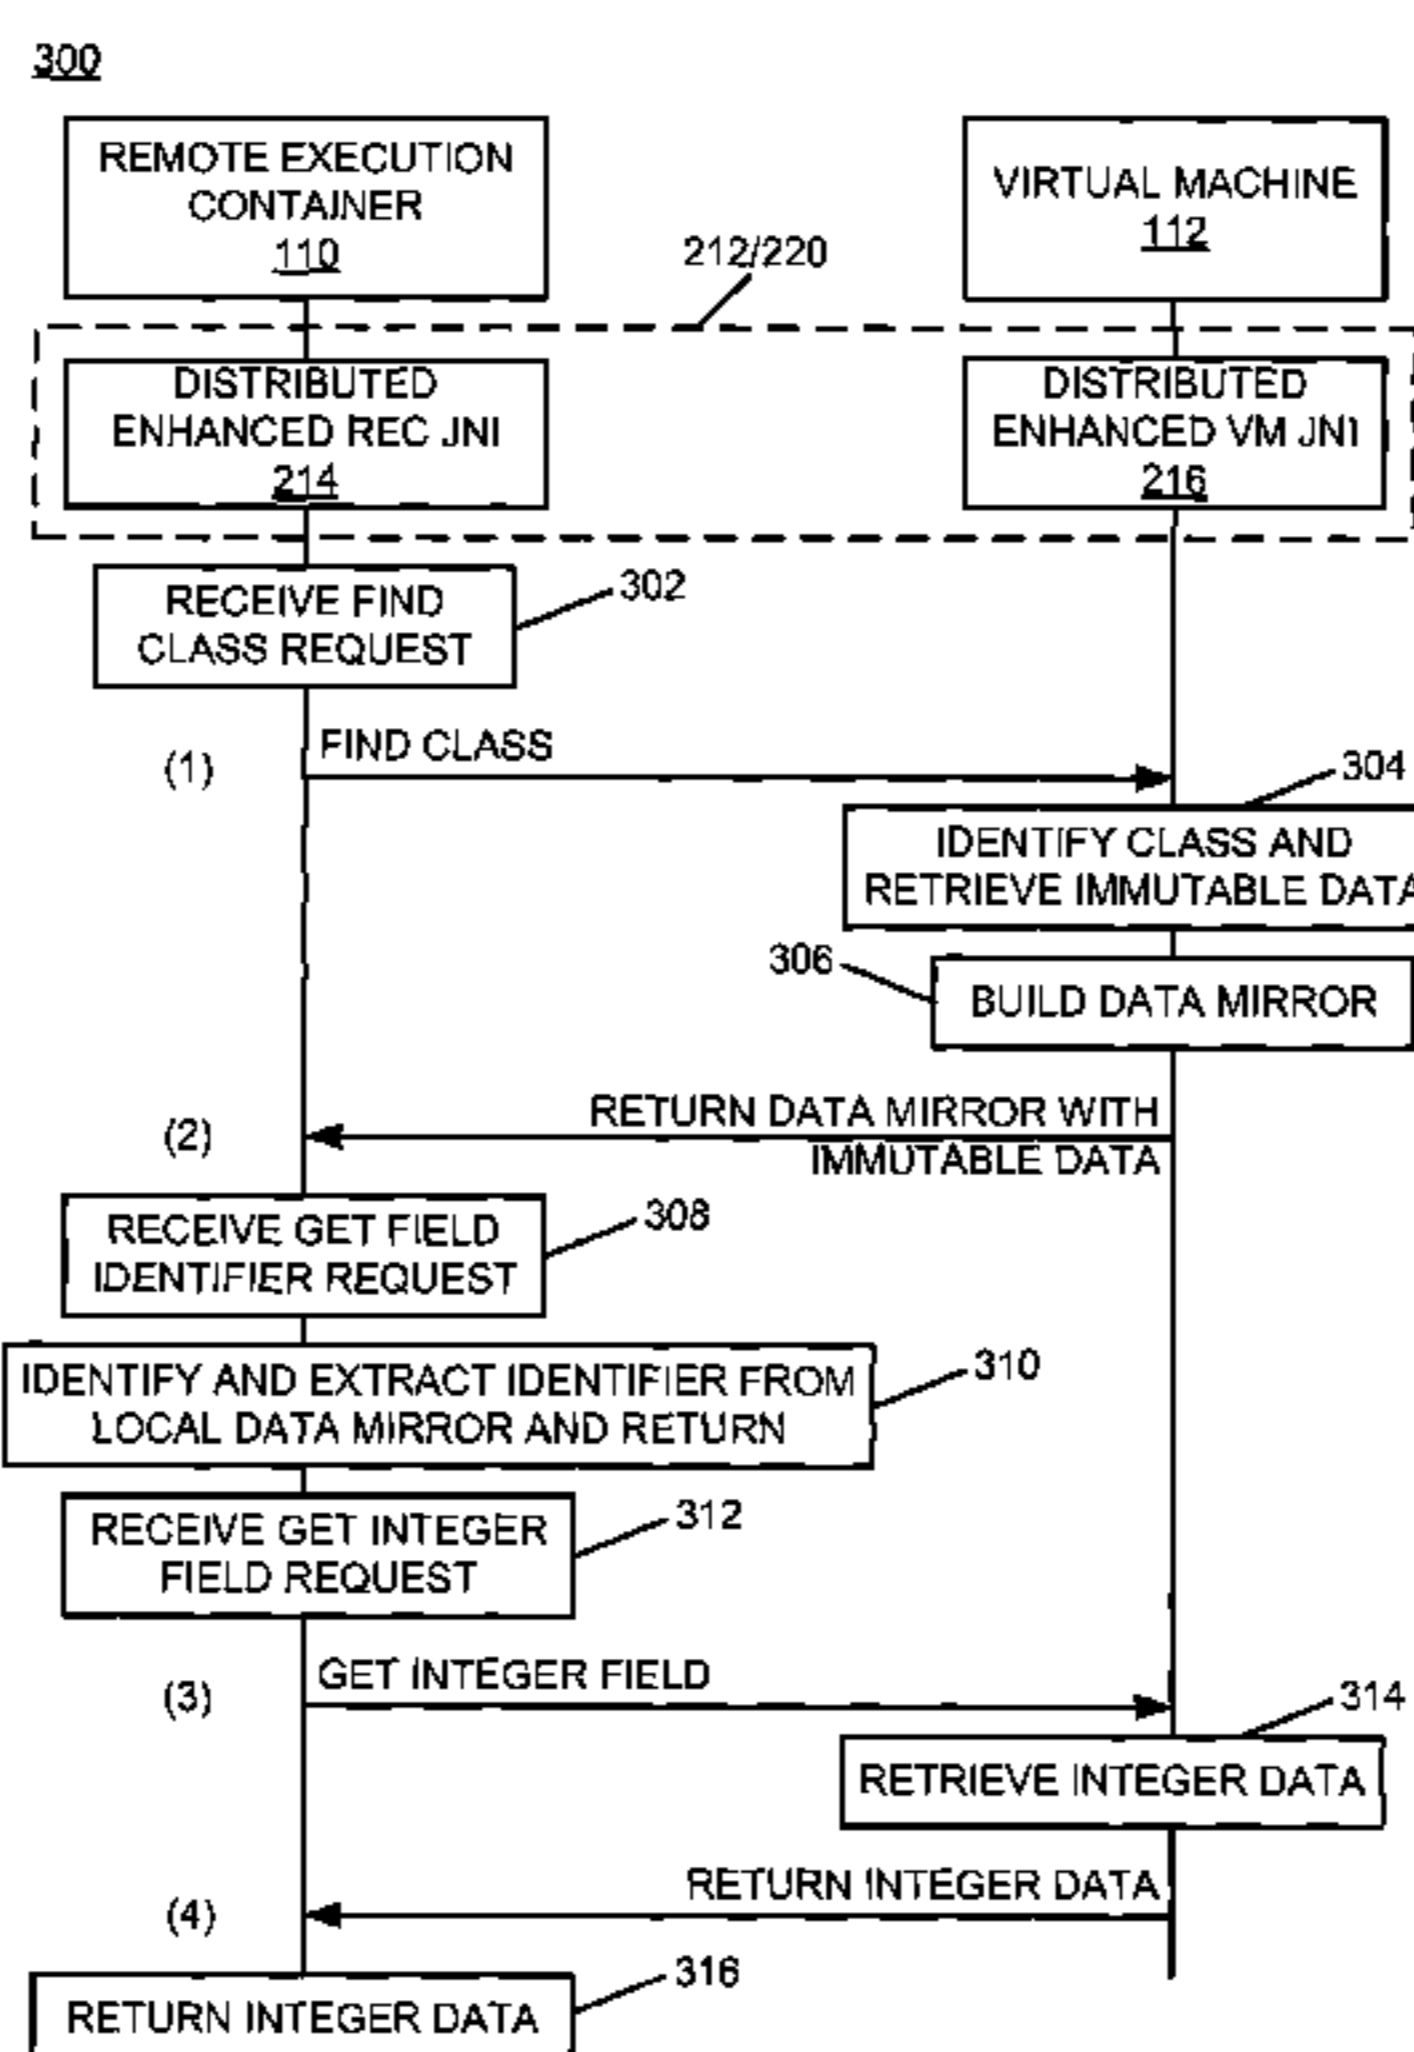 300
REMOTE EXECUTION
CONTAINER
110
VIRTUAL MACHINE
112
212/220
DISTRIBUTED
ENHANCED REC JNI
214
DISTRIBUTED
ENHANCED VM JNI
216
RECEIVE FIND
CLASS REQUEST
302
(1)
FIND CLASS
304
IDENTIFY CLASS AND
RETRIEVE IMMUTABLE DATA
306
BUILD DATA MIRROR
(2)
RETURN DATA MIRROR WITH
IMMUTABLE DATA
RECEIVE GET FIELD
IDENTIFIER REQUEST
308
IDENTIFY AND EXTRACT IDENTIFIER FROM
LOCAL DATA MIRROR AND RETURN
310
RECEIVE GET INTEGER
FIELD REQUEST
312
(3)
GET INTEGER FIELD
314
RETRIEVE INTEGER DATA
RETURN INTEGER DATA
(4)
316
RETURN INTEGER DATA